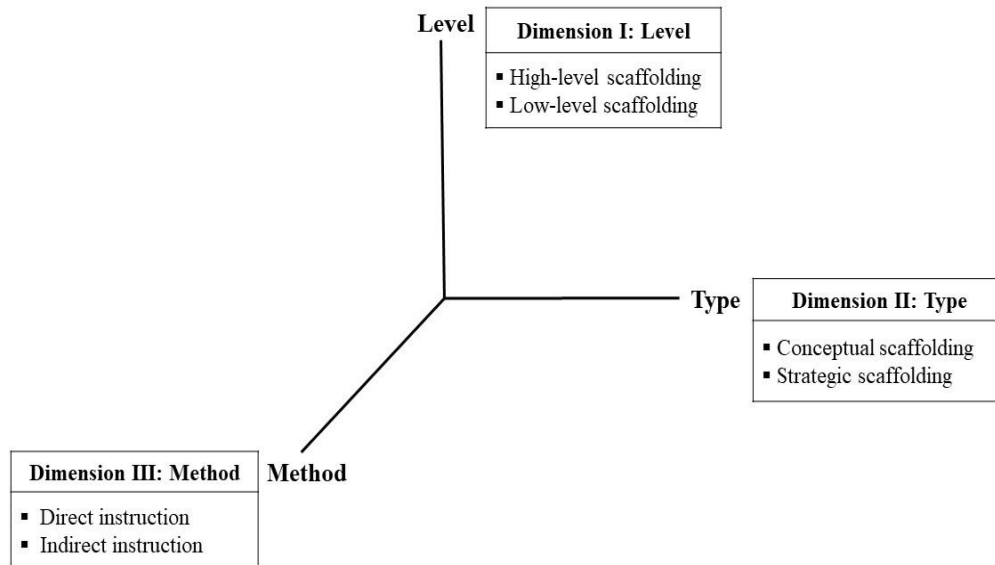 Level
Dimension I: Level
▪ High-level scaffolding
▪ Low-level scaffolding
Type
Dimension II: Type
▪ Conceptual scaffolding
▪ Strategic scaffolding
Dimension III: Method
Method
▪ Direct instruction
▪ Indirect instruction